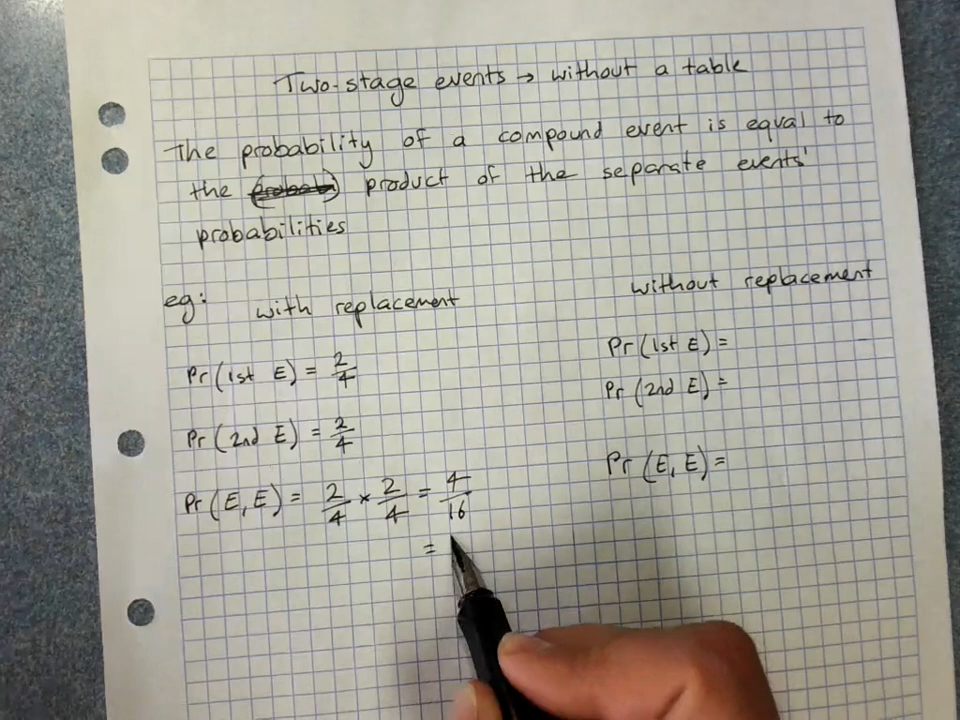 Two-stage events → without a table
The probability of a compound event is equal to
the product of the separate events'
probabilities
eg: with replacement
Pr(1st E) = 2/4
Pr(2nd E) = 2/4
Pr(E,E) = 2/4 × 2/4 = 4/16
=
without replacement
Pr(1st E) =
Pr(2nd E) =
Pr(E,E) =